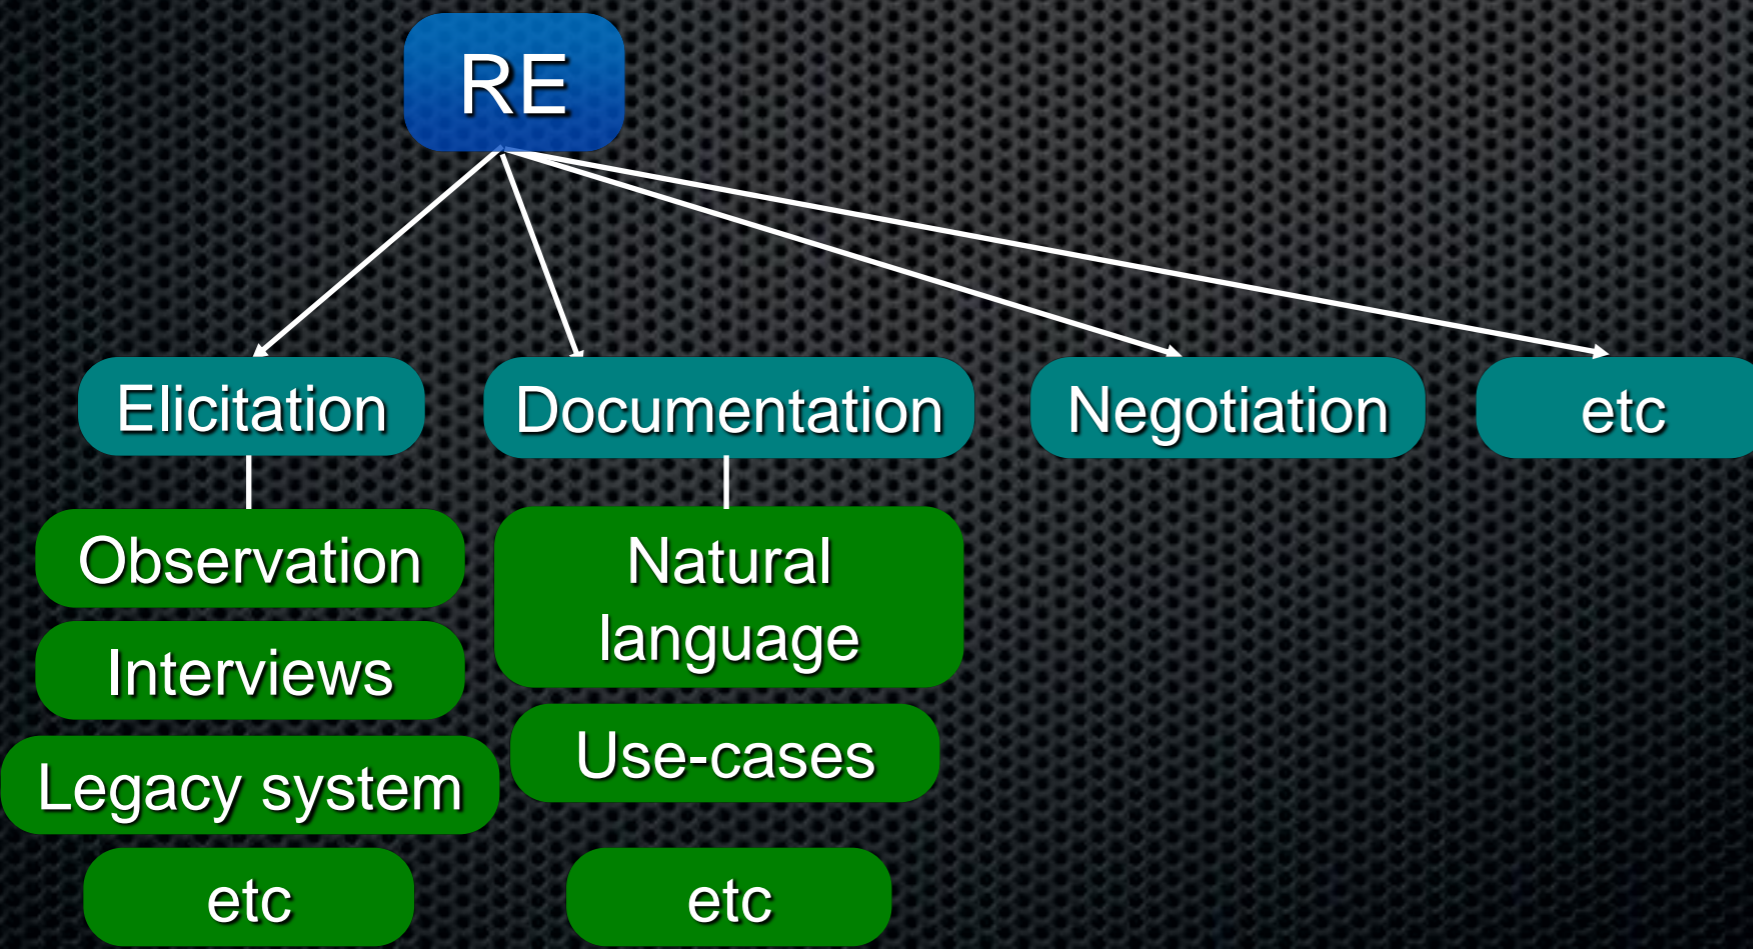 RE
Elicitation
Documentation
Negotiation
etc
Observation
Interviews
Legacy system
etc
Natural
language
Use-cases
etc